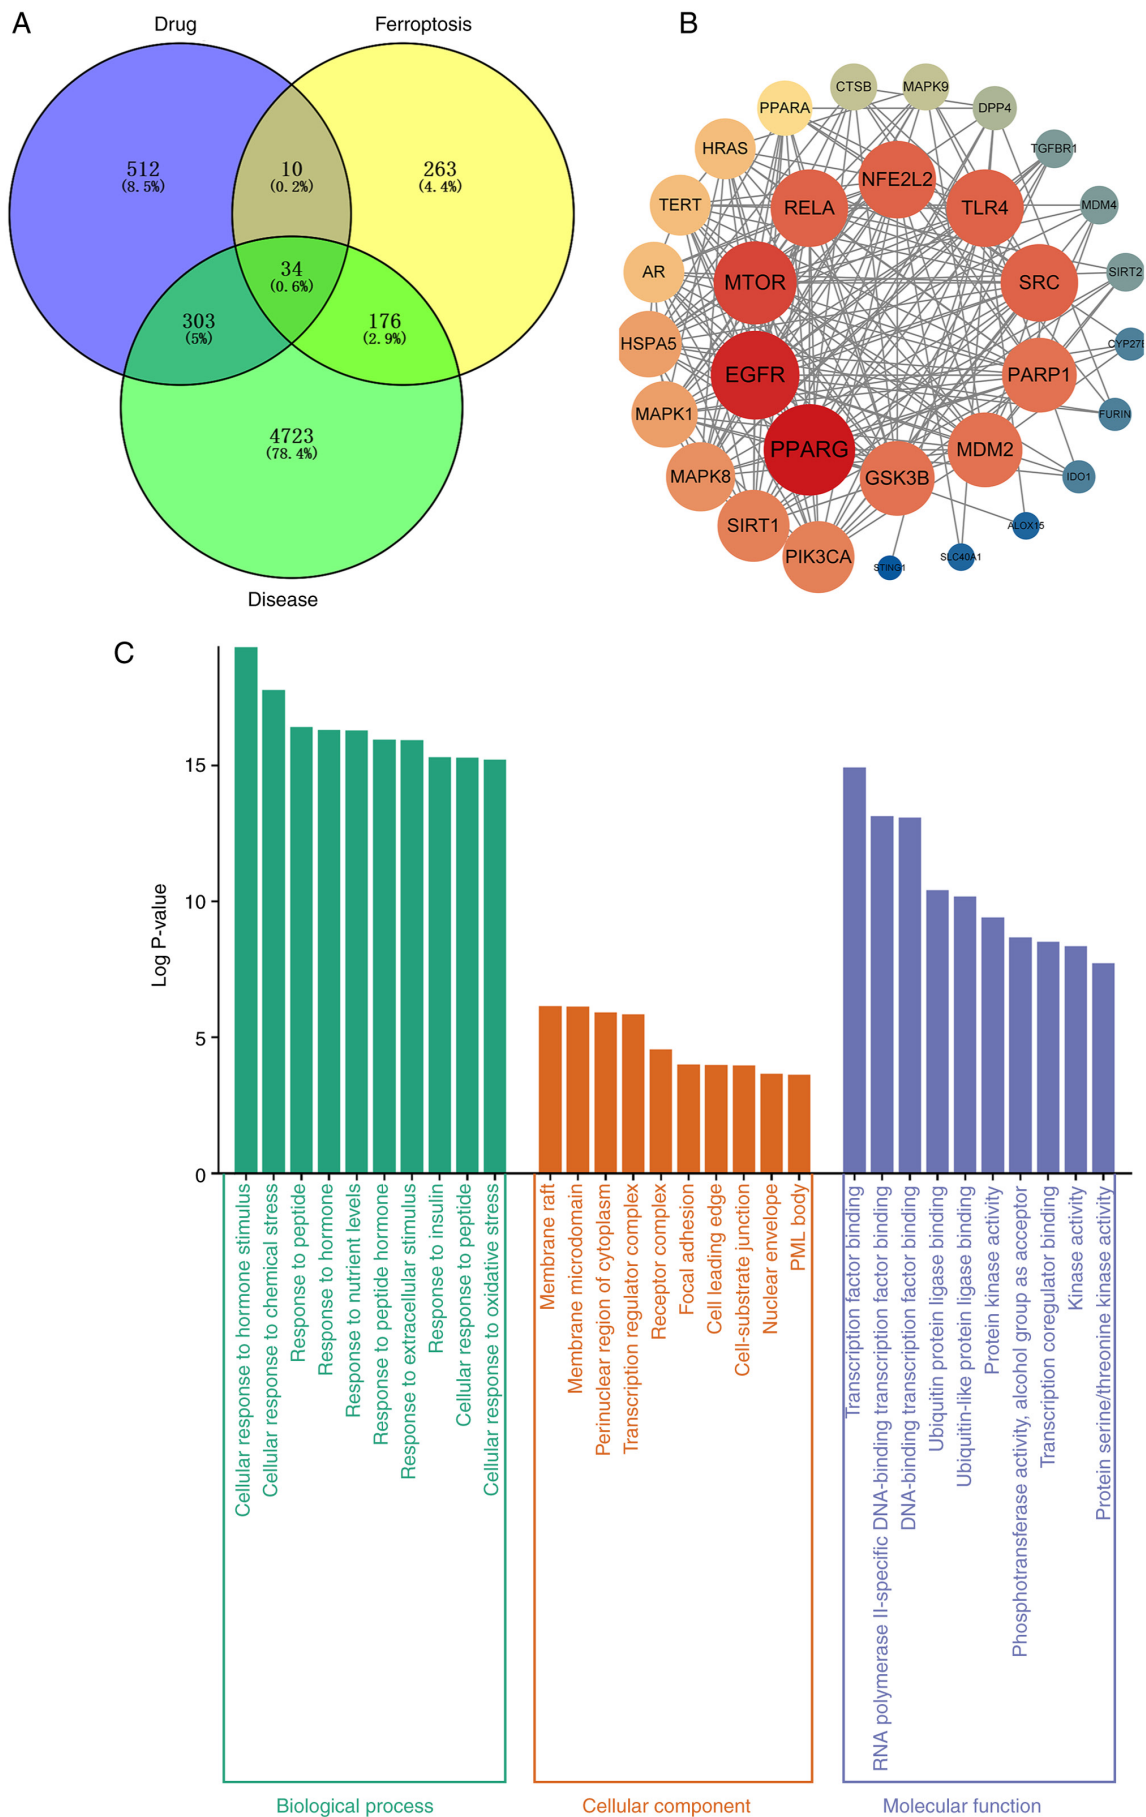 A
Drug
Ferroptosis
512
(8.5%)
10
(0.2%)
263
(4.4%)
34
(0.6%)
303
(5%)
176
(2.9%)
4723
(78.4%)
Disease
B
CTSB
MAPK9
PPARA
DPP4
HRAS
TGFBR1
NFE2L2
TERT
RELA
TLR4
MDM4
AR
MTOR
SRC
SIRT2
HSPA5
CYP27B
EGFR
PARP1
MAPK1
FURIN
PPARG
MDM2
MAPK8
GSK3B
IDO1
SIRT1
ALOX15
PIK3CA
STING1
SLC40A1
C
Log P-value
15
10
5
0
Cellular response to hormone stimulus
Cellular response to chemical stress
Response to peptide
Response to hormone
Response to nutrient levels
Response to peptide hormone
Response to extracellular stimulus
Response to insulin
Cellular response to peptide
Cellular response to oxidative stress
Membrane raft
Membrane microdomain
Perinuclear region of cytoplasm
Transcription regulator complex
Receptor complex
Focal adhesion
Cell leading edge
Cell-substrate junction
Nuclear envelope
PML body
Transcription factor binding
RNA polymerase II-specific DNA-binding transcription factor binding
DNA-binding transcription factor binding
Ubiquitin protein ligase binding
Ubiquitin-like protein ligase binding
Protein kinase activity
Phosphotransferase activity, alcohol group as acceptor
Transcription coregulator binding
Kinase activity
Protein serine/threonine kinase activity
Biological process
Cellular component
Molecular function